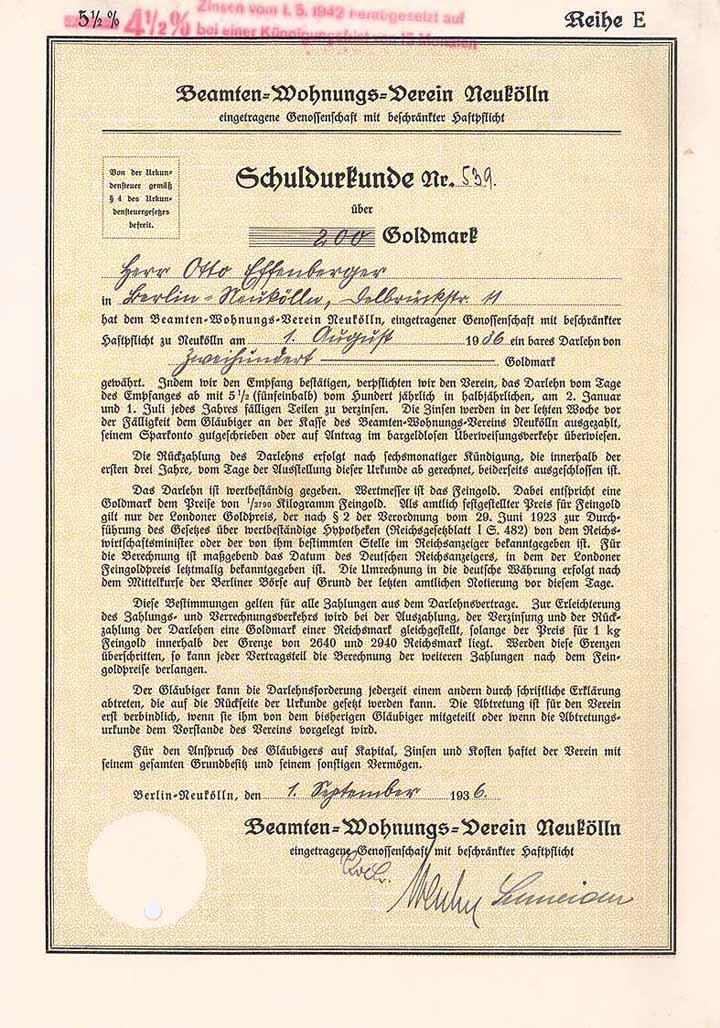 5½ %
4½% Zinsen vom 1. 5. 1942 herabgesetzt auf
bei einer Kündigungsfrist von 15 Monaten
Reihe E
Beamten-Wohnungs-Verein Neukölln
eingetragene Genossenschaft mit beschränkter Haftpflicht
Von der Urkun-
densteuer gemäß
§ 4 des Urkun-
densteuergesetzes
befreit.
Schuldurkunde Nr. 539.
über
200 Goldmark
Herr Otto Effenberger
in Berlin-Neukölln, Delbrückstr. 11
hat dem Beamten-Wohnungs-Verein Neukölln, eingetragener Genossenschaft mit beschränkter
Haftpflicht zu Neukölln am 1. August 1936 ein bares Darlehn von
Zweihundert Goldmark
gewährt. Indem wir den Empfang bestätigen, verpflichten wir den Verein, das Darlehn vom Tage
des Empfanges ab mit 5 1/2 (fünfeinhalb) vom Hundert jährlich in halbjährlichen, am 2. Januar
und 1. Juli jedes Jahres fälligen Teilen zu verzinsen. Die Zinsen werden in der letzten Woche vor
der Fälligkeit dem Gläubiger an der Kasse des Beamten-Wohnungs-Vereins Neukölln ausgezahlt,
seinem Sparkonto gutgeschrieben oder auf Antrag im bargeldlosen Überweisungsverkehr überwiesen.
Die Rückzahlung des Darlehns erfolgt nach sechsmonatiger Kündigung, die innerhalb der
ersten drei Jahre, vom Tage der Ausstellung dieser Urkunde ab gerechnet, beiderseits ausgeschlossen ist.
Das Darlehn ist wertbeständig gegeben. Wertmesser ist das Feingold. Dabei entspricht eine
Goldmark dem Preise von 1/2790 Kilogramm Feingold. Als amtlich festgestellter Preis für Feingold
gilt nur der Londoner Goldpreis, der nach § 2 der Verordnung vom 29. Juni 1923 zur Durch-
führung des Gesetzes über wertbeständige Hypotheken (Reichsgesetzblatt I S. 482) von dem Reichs-
wirtschaftsminister oder der von ihm bestimmten Stelle im Reichsanzeiger bekanntgegeben ist. Für
die Berechnung ist maßgebend das Datum des Deutschen Reichsanzeigers, in dem der Londoner
Feingoldpreis letztmalig bekanntgegeben ist. Die Umrechnung in die deutsche Währung erfolgt nach
dem Mittelkurse der Berliner Börse auf Grund der letzten amtlichen Notierung vor diesem Tage.
Diese Bestimmungen gelten für alle Zahlungen aus dem Darlehnsvertrage. Zur Erleichterung
des Zahlungs- und Verrechnungsverkehrs wird bei der Auszahlung, der Verzinsung und der Rück-
zahlung der Darlehen eine Goldmark einer Reichsmark gleichgestellt, solange der Preis für 1 kg
Feingold innerhalb der Grenze von 2640 und 2940 Reichsmark liegt. Werden diese Grenzen
überschritten, so kann jeder Vertragsteil die Berechnung der weiteren Zahlungen nach dem Fein-
goldpreise verlangen.
Der Gläubiger kann die Darlehnsforderung jederzeit einem andern durch schriftliche Erklärung
abtreten, die auf die Rückseite der Urkunde gesetzt werden kann. Die Abtretung ist für den Verein
erst verbindlich, wenn sie ihm von dem bisherigen Gläubiger mitgeteilt oder wenn die Abtretungs-
urkunde dem Vorstande des Vereins vorgelegt wird.
Für den Anspruch des Gläubigers auf Kapital, Zinsen und Kosten haftet der Verein mit
seinem gesamten Grundbesitz und seinem sonstigen Vermögen.
Berlin-Neukölln, den 1. September 1936.
Beamten-Wohnungs-Verein Neukölln
eingetragene Genossenschaft mit beschränkter Haftpflicht